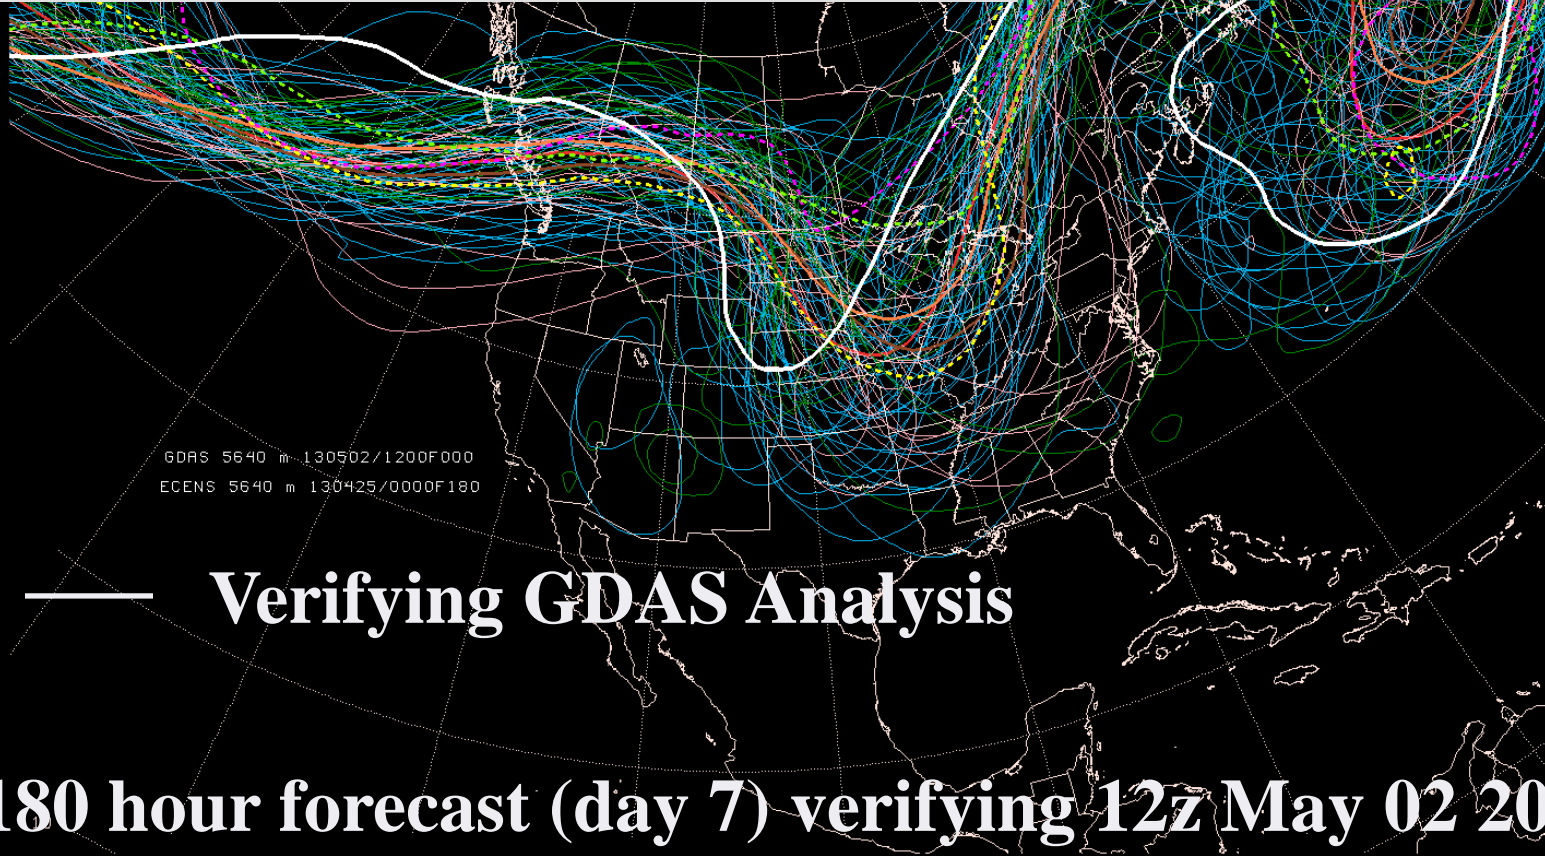 GDAS 5640 m 130502/1200F000
ECENS 5640 m 130425/0000F180
Verifying GDAS Analysis
180 hour forecast (day 7) verifying 12z May 02 20